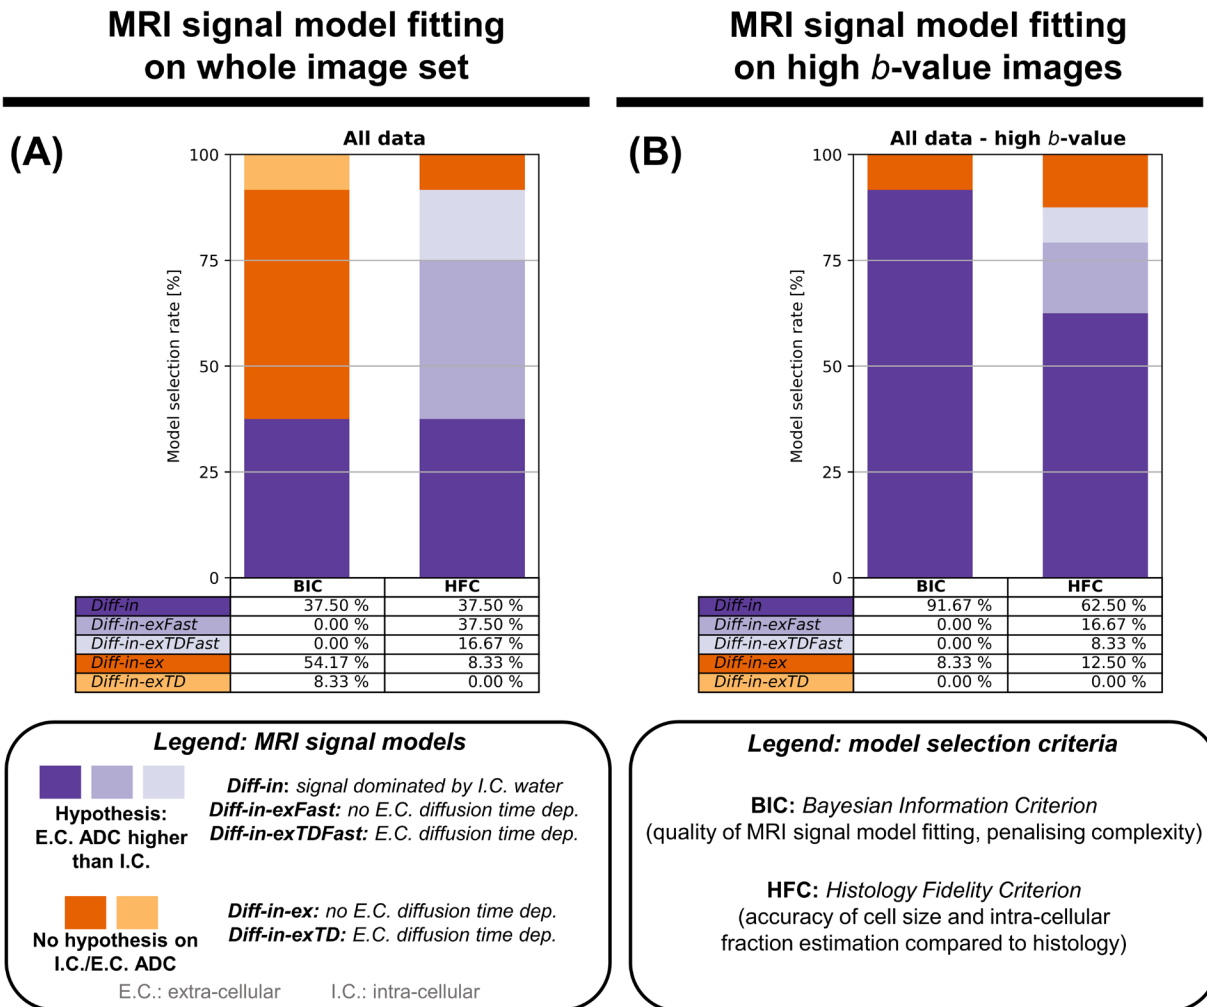 MRI signal model fitting
on whole image set
MRI signal model fitting
on high b-value images
(A)
All data
100
75
50
25
0
Model selection rate [%]
BIC HFC
Diff-in 37.50 % 37.50 %
Diff-in-exFast 0.00 % 37.50 %
Diff-in-exTDFast 0.00 % 16.67 %
Diff-in-ex 54.17 % 8.33 %
Diff-in-exTD 8.33 % 0.00 %
(B)
All data - high b-value
100
75
50
25
0
Model selection rate [%]
BIC HFC
Diff-in 91.67 % 62.50 %
Diff-in-exFast 0.00 % 16.67 %
Diff-in-exTDFast 0.00 % 8.33 %
Diff-in-ex 8.33 % 12.50 %
Diff-in-exTD 0.00 % 0.00 %
Legend: MRI signal models
Hypothesis:
E.C. ADC higher
than I.C.
Diff-in: signal dominated by I.C. water
Diff-in-exFast: no E.C. diffusion time dep.
Diff-in-exTDFast: E.C. diffusion time dep.
No hypothesis on
I.C./E.C. ADC
Diff-in-ex: no E.C. diffusion time dep.
Diff-in-exTD: E.C. diffusion time dep.
E.C.: extra-cellular I.C.: intra-cellular
Legend: model selection criteria
BIC: Bayesian Information Criterion
(quality of MRI signal model fitting, penalising complexity)
HFC: Histology Fidelity Criterion
(accuracy of cell size and intra-cellular
fraction estimation compared to histology)